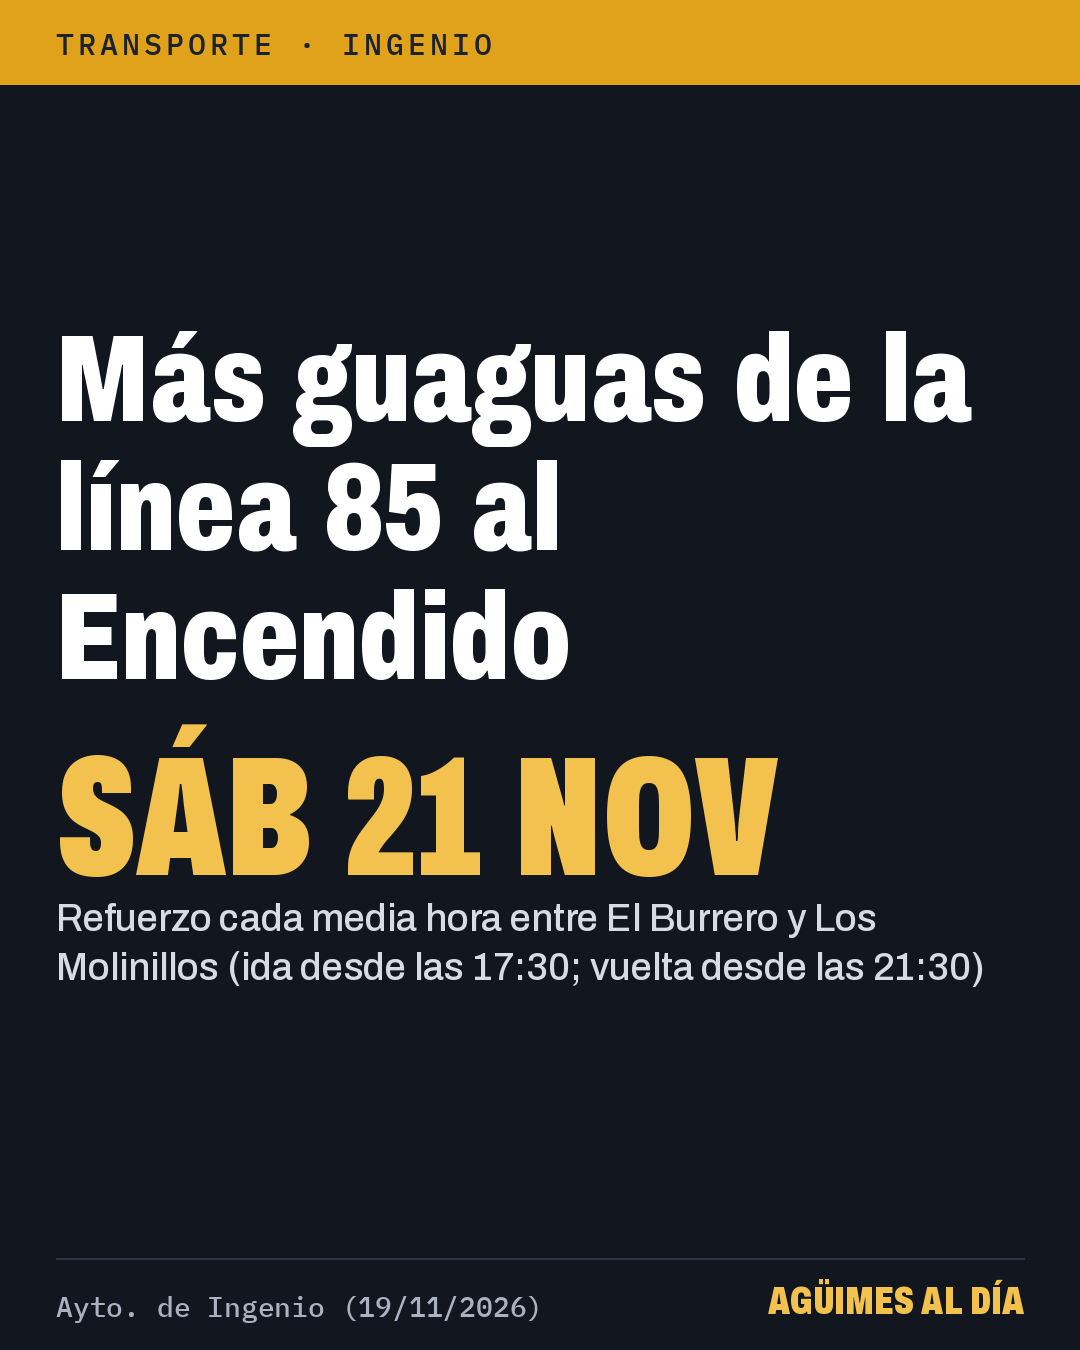 TRANSPORTE · INGENIO
Más guaguas de la
línea 85 al
Encendido
SÁB 21 NOV
Refuerzo cada media hora entre El Burrero y Los
Molinillos (ida desde las 17:30; vuelta desde las 21:30)
Ayto. de Ingenio (19/11/2026)
AGÜIMES AL DÍA